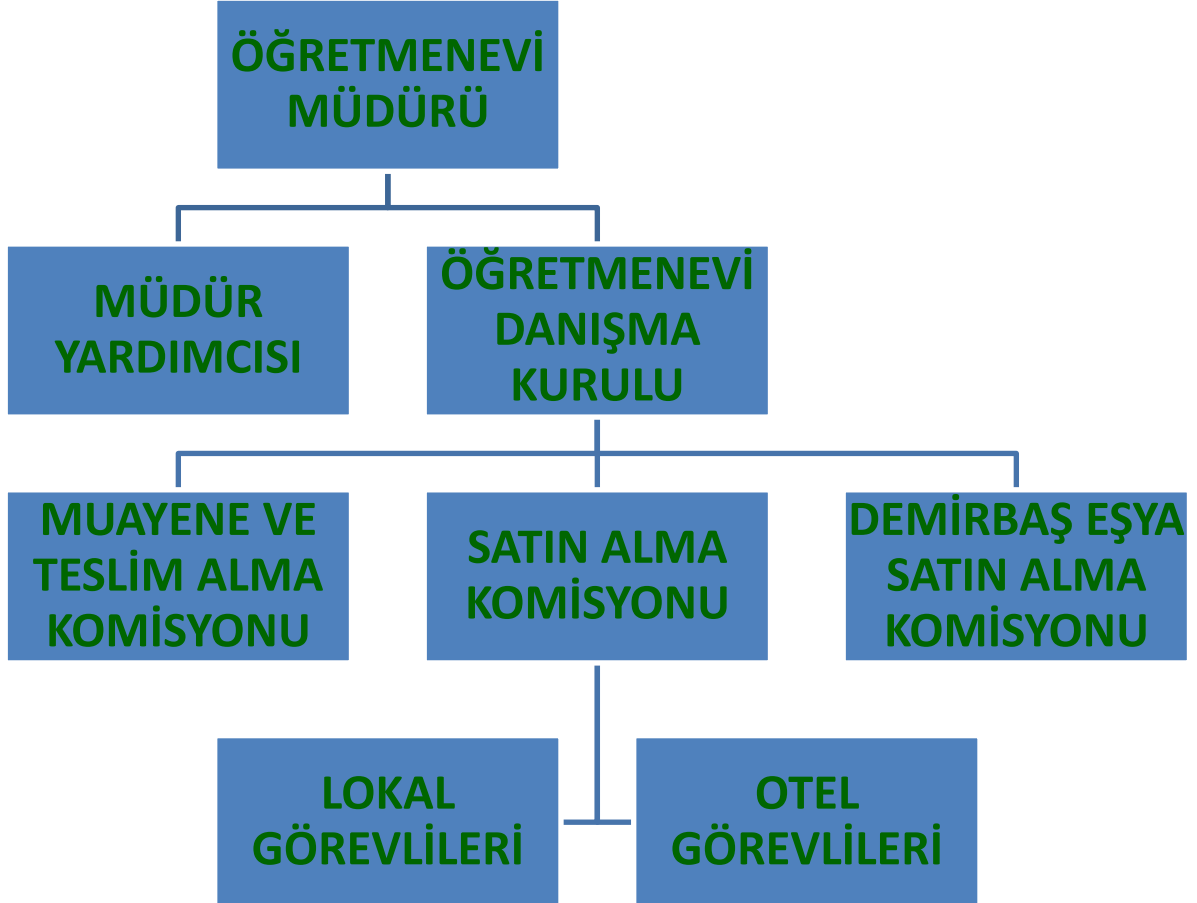 ÖĞRETMENEVİ
MÜDÜRÜ
MÜDÜR
YARDIMCISI
ÖĞRETMENEVİ
DANIŞMA
KURULU
MUAYENE VE
TESLİM ALMA
KOMİSYONU
SATIN ALMA
KOMİSYONU
DEMİRBAŞ EŞYA
SATIN ALMA
KOMİSYONU
LOKAL
GÖREVLİLERİ
OTEL
GÖREVLİLERİ